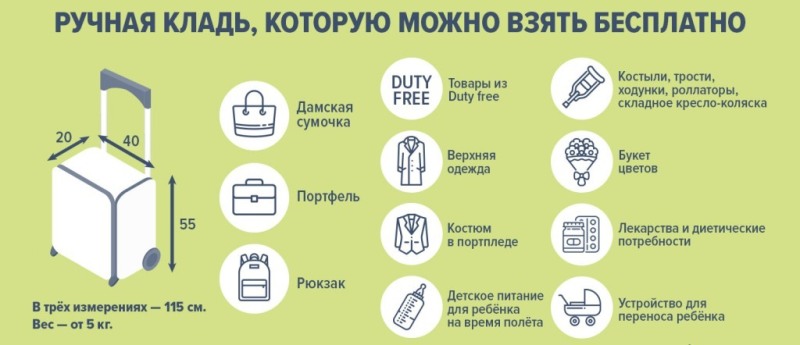 РУЧНАЯ КЛАДЬ, КОТОРУЮ МОЖНО ВЗЯТЬ БЕСПЛАТНО
20
40
55
В трёх измерениях — 115 см.
Вес — от 5 кг.
Дамская
сумочка
Портфель
Рюкзак
DUTY
FREE
Товары из
Duty free
Верхняя
одежда
Костюм
в портпледе
Детское питание
для ребёнка
на время полёта
Костыли, трости,
ходунки, роллаторы,
складное кресло-коляска
Букет
цветов
Лекарства и диетические
потребности
Устройство для
переноса ребёнка